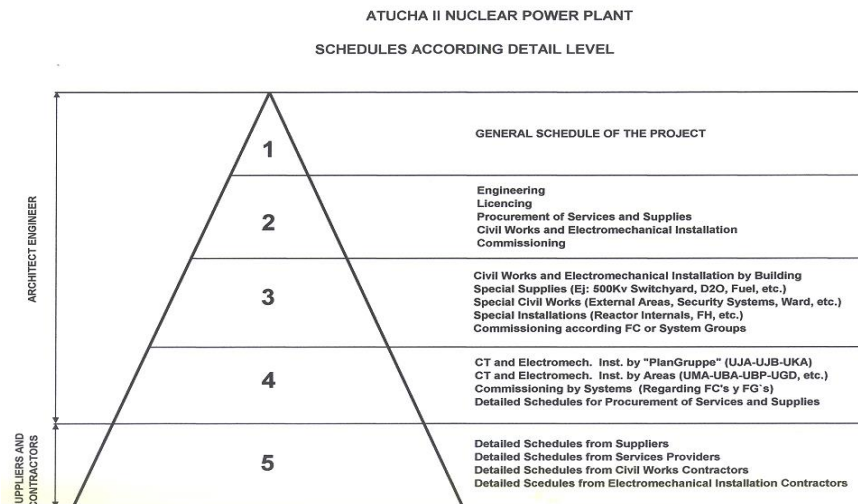 ATUCHA II NUCLEAR POWER PLANT
SCHEDULES ACCORDING DETAIL LEVEL
ARCHITECT ENGINEER
1
GENERAL SCHEDULE OF THE PROJECT
2
Engineering
Licencing
Procurement of Services and Supplies
Civil Works and Electromechanical Installation
Commissioning
3
Civil Works and Electromechanical Installation by Building
Special Supplies (Ej: 500Kv Switchyard, D2O, Fuel, etc.)
Special Civil Works (External Areas, Security Systems, Ward, etc.)
Special Installations (Reactor Internals, FH, etc.)
Commissioning according FC or System Groups
4
CT and Electromech. Inst. by "PlanGruppe" (UJA-UJB-UKA)
CT and Electromech. Inst. by Areas (UMA-UBA-UBP-UGD, etc.)
Commissioning by Systems (Regarding FC's y FG`s)
Detailed Schedules for Procurement of Services and Supplies
UPPLIERS AND
CONTRACTORS
5
Detailed Schedules from Suppliers
Detailed Schedules from Services Providers
Detailed Schedules from Civil Works Contractors
Detailed Scedules from Electromechanical Installation Contractors